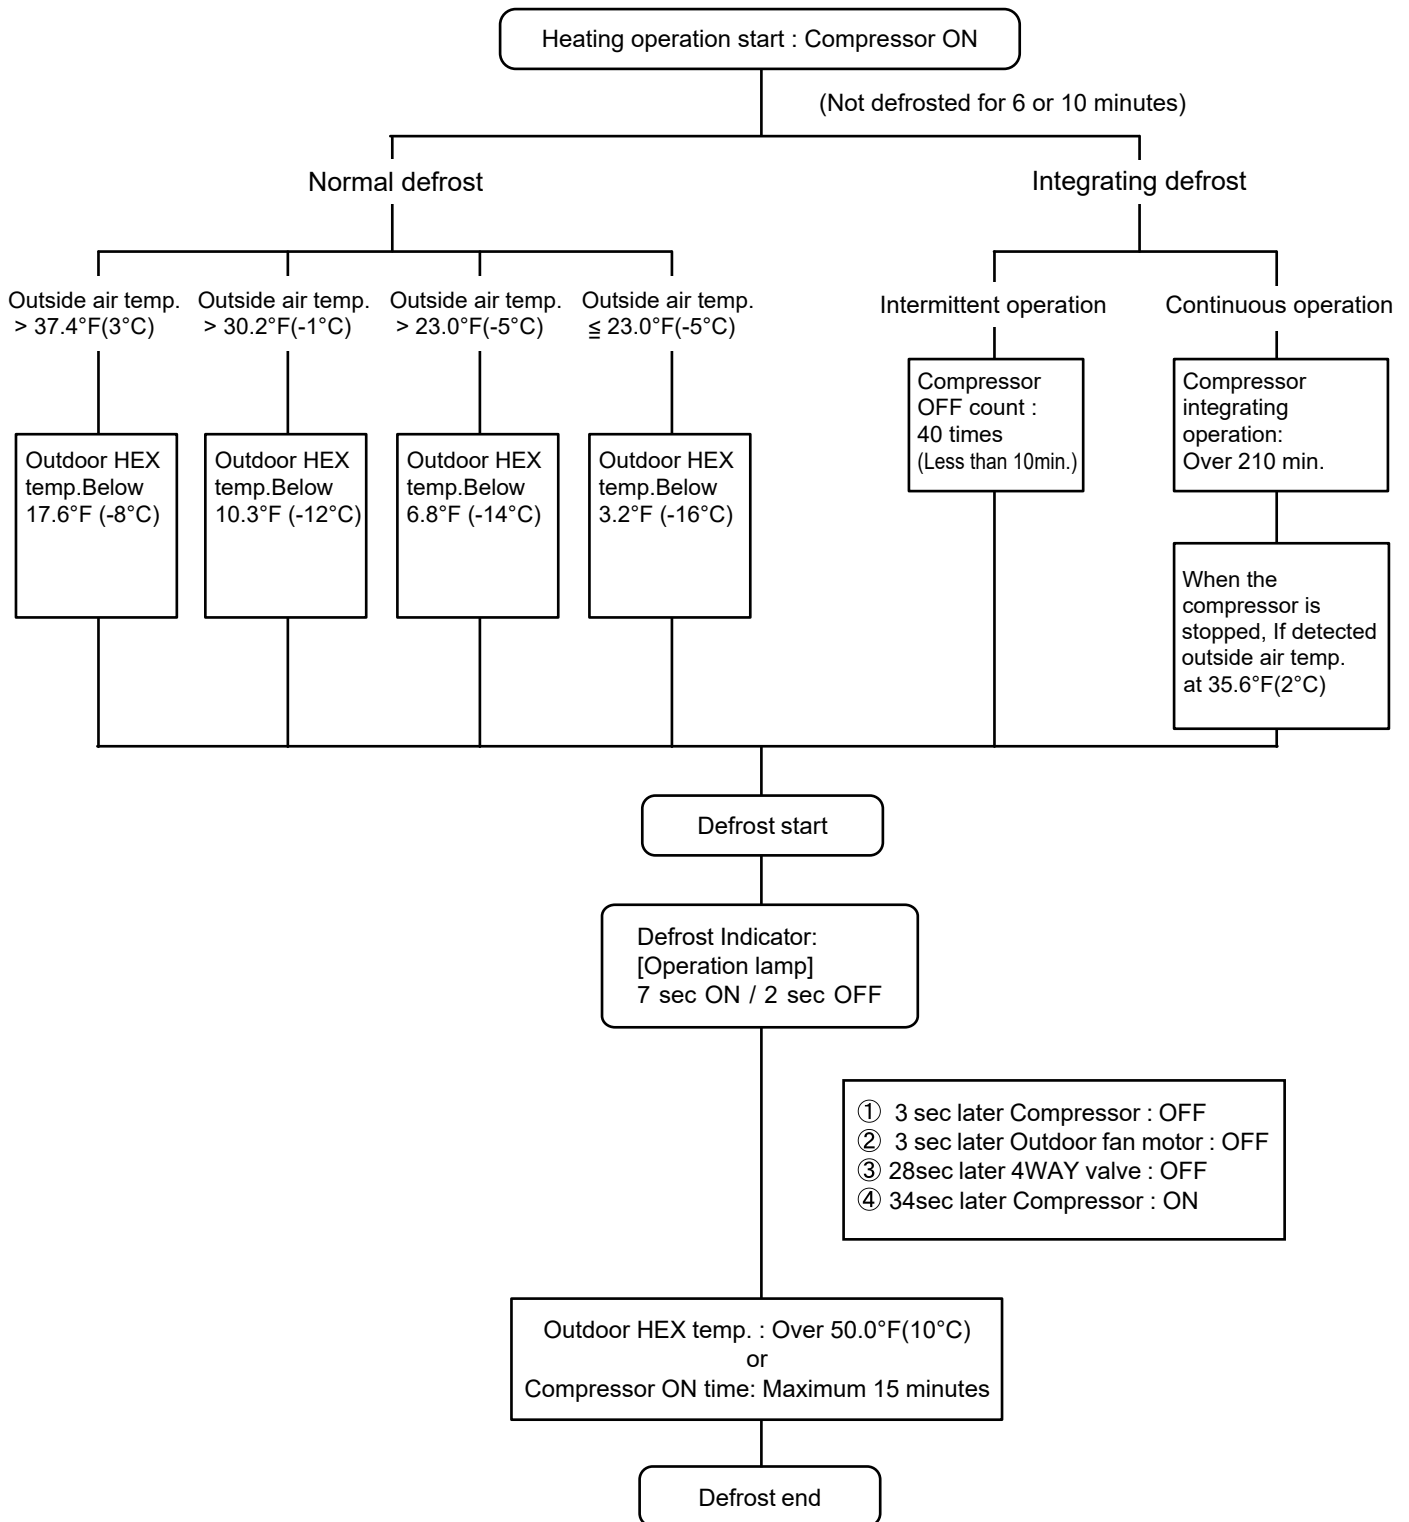 Heating operation start : Compressor ON
(Not defrosted for 6 or 10 minutes)
Normal defrost
Integrating defrost
Outside air temp.
> 37.4°F(3°C)
Outside air temp.
> 30.2°F(-1°C)
Outside air temp.
> 23.0°F(-5°C)
Outside air temp.
≦ 23.0°F(-5°C)
Intermittent operation
Continuous operation
Outdoor HEX
temp.Below
17.6°F (-8°C)
Outdoor HEX
temp.Below
10.3°F (-12°C)
Outdoor HEX
temp.Below
6.8°F (-14°C)
Outdoor HEX
temp.Below
3.2°F (-16°C)
Compressor
OFF count :
40 times
(Less than 10min.)
Compressor
integrating
operation:
Over 210 min.
When the
compressor is
stopped, If detected
outside air temp.
at 35.6°F(2°C)
Defrost start
Defrost Indicator:
[Operation lamp]
7 sec ON / 2 sec OFF
① 3 sec later Compressor : OFF
② 3 sec later Outdoor fan motor : OFF
③ 28sec later 4WAY valve : OFF
④ 34sec later Compressor : ON
Outdoor HEX temp. : Over 50.0°F(10°C)
or
Compressor ON time: Maximum 15 minutes
Defrost end